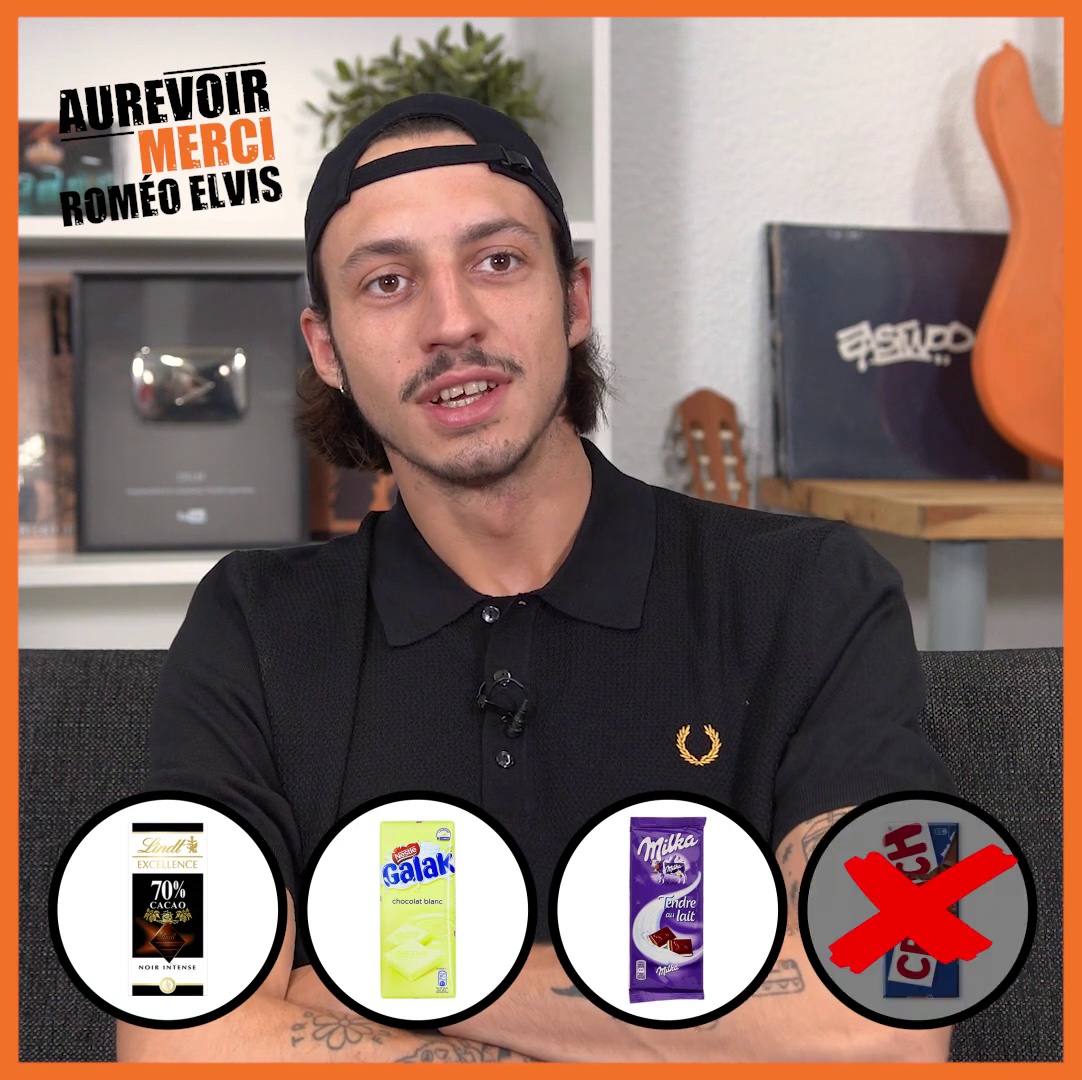 AUREVOIR
MERCI
ROMÉO ELVIS
Lindt
EXCELLENCE
70%
CACAO
NOIR INTENSE
Nestlé
Galak
chocolat blanc
Milka
Tendre
au lait
Milka